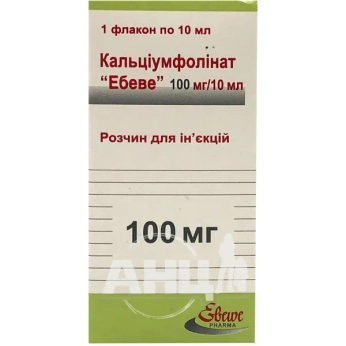 1 флакон по 10 мл
Кальціумфолінат
“Ебеве” 100 мг/10 мл
Розчин для ін’єкцій
100 мг
АНЦ
Ebewe
PHARMA